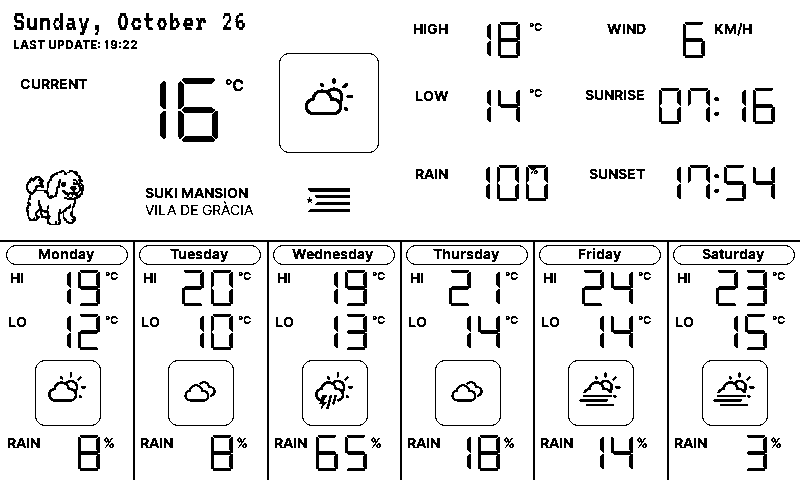 Sunday, October 26
LAST UPDATE: 19:22
CURRENT 16 °C
HIGH 18 °C
LOW 14 °C
RAIN 100 %
WIND 6 KM/H
SUNRISE 07:16
SUNSET 17:54
SUKI MANSION
VILA DE GRÀCIA
Monday
HI 19 °C
LO 12 °C
RAIN 8 %
Tuesday
HI 20 °C
LO 10 °C
RAIN 8 %
Wednesday
HI 19 °C
LO 13 °C
RAIN 65 %
Thursday
HI 21 °C
LO 14 °C
RAIN 18 %
Friday
HI 24 °C
LO 14 °C
RAIN 14 %
Saturday
HI 23 °C
LO 15 °C
RAIN 3 %